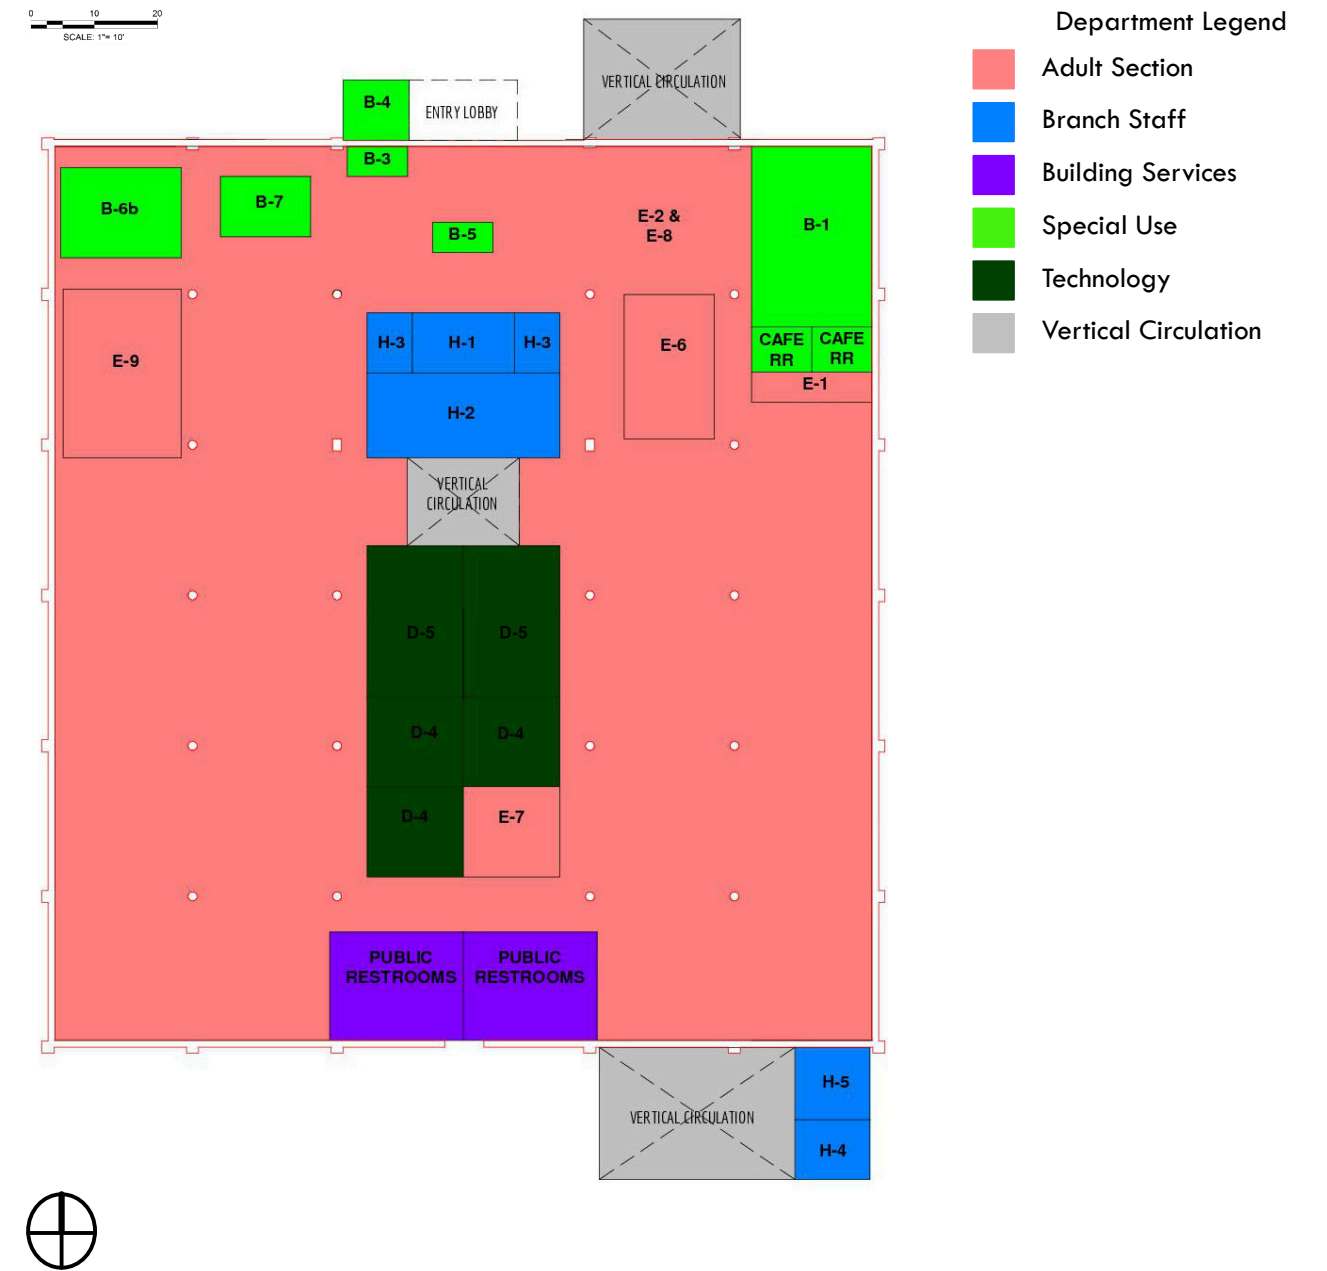 0 10 20
SCALE: 1"= 10'
Department Legend
Adult Section
Branch Staff
Building Services
Special Use
Technology
Vertical Circulation
VERTICAL CIRCULATION
B-4
ENTRY LOBBY
B-3
B-6b
B-7
B-5
E-2 &
E-8
B-1
E-9
H-3
H-1
H-3
E-6
CAFE
RR
CAFE
RR
E-1
H-2
VERTICAL
CIRCULATION
D-5
D-5
D-4
D-4
D-4
E-7
PUBLIC
RESTROOMS
PUBLIC
RESTROOMS
VERTICAL CIRCULATION
H-5
H-4